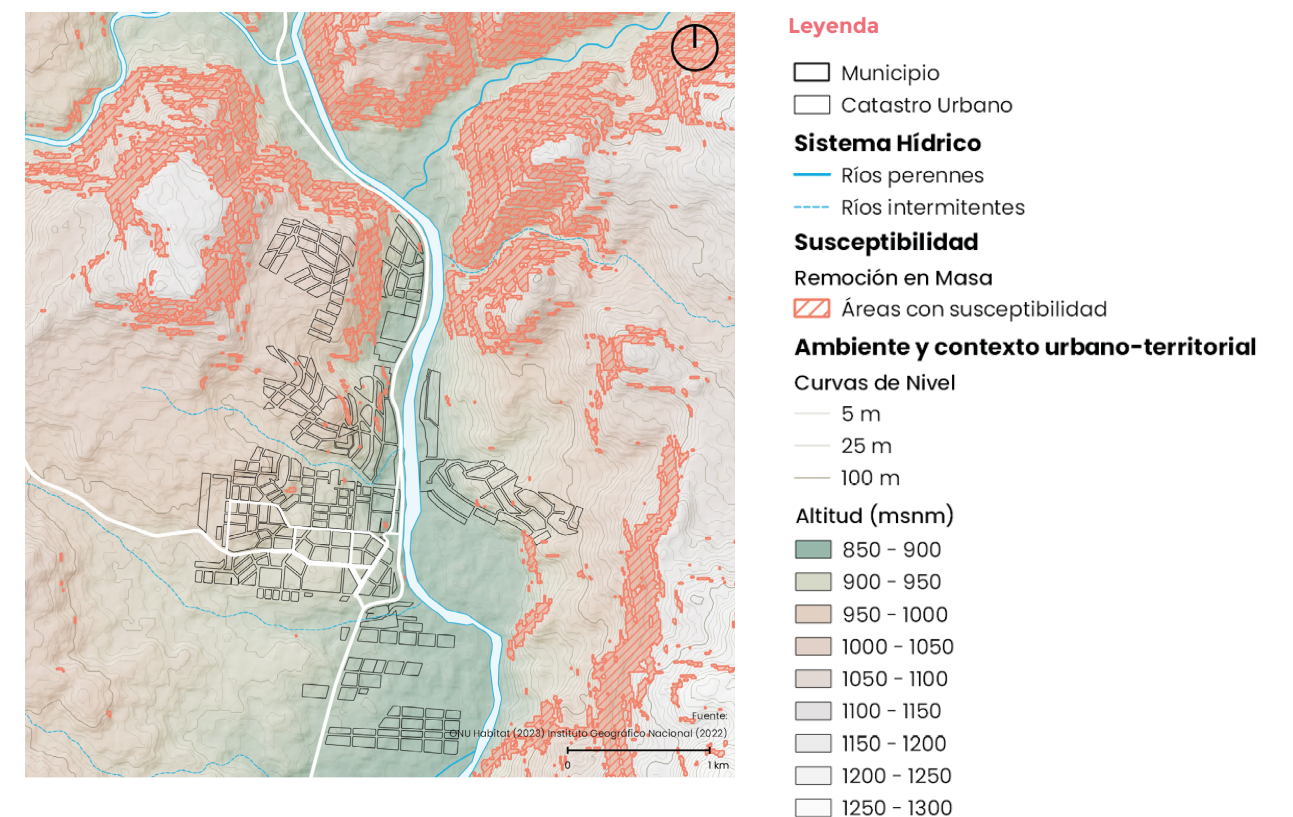 Leyenda
Municipio
Catastro Urbano
Sistema Hídrico
Ríos perennes
Ríos intermitentes
Susceptibilidad
Remoción en Masa
Áreas con susceptibilidad
Ambiente y contexto urbano-territorial
Curvas de Nivel
5 m
25 m
100 m
Altitud (msnm)
850 - 900
900 - 950
950 - 1000
1000 - 1050
1050 - 1100
1100 - 1150
1150 - 1200
1200 - 1250
1250 - 1300
Fuente:
ONU Habitat (2023) Instituto Geográfico Nacional (2022)
0 1 km